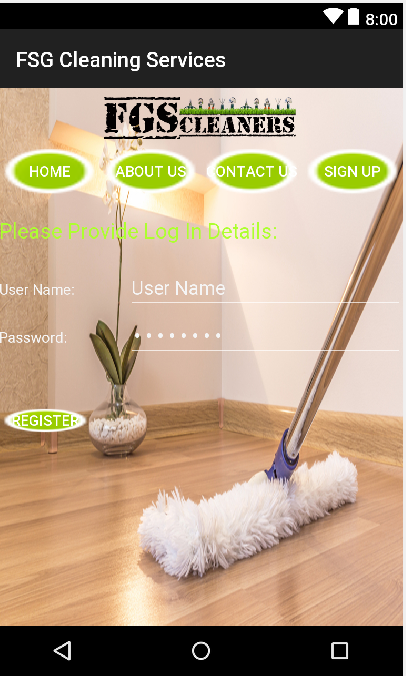 8:00
FSG Cleaning Services
FGS CLEANERS
HOME ABOUT US CONTACT US SIGN UP
Please Provide Log In Details:
User Name: User Name
Password: ••••••••
REGISTER